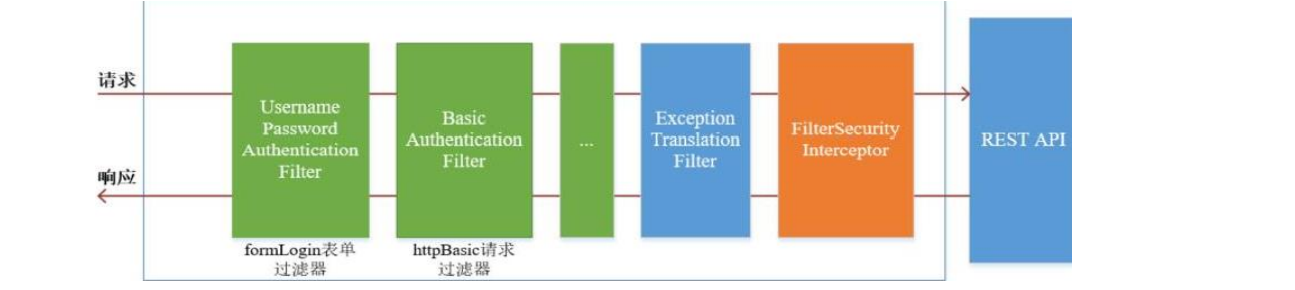 请求
响应
Username
Password
Authentication
Filter
formLogin表单
过滤器
Basic
Authentication
Filter
httpBasic请求
过滤器
...
Exception
Translation
Filter
FilterSecurity
Interceptor
REST API